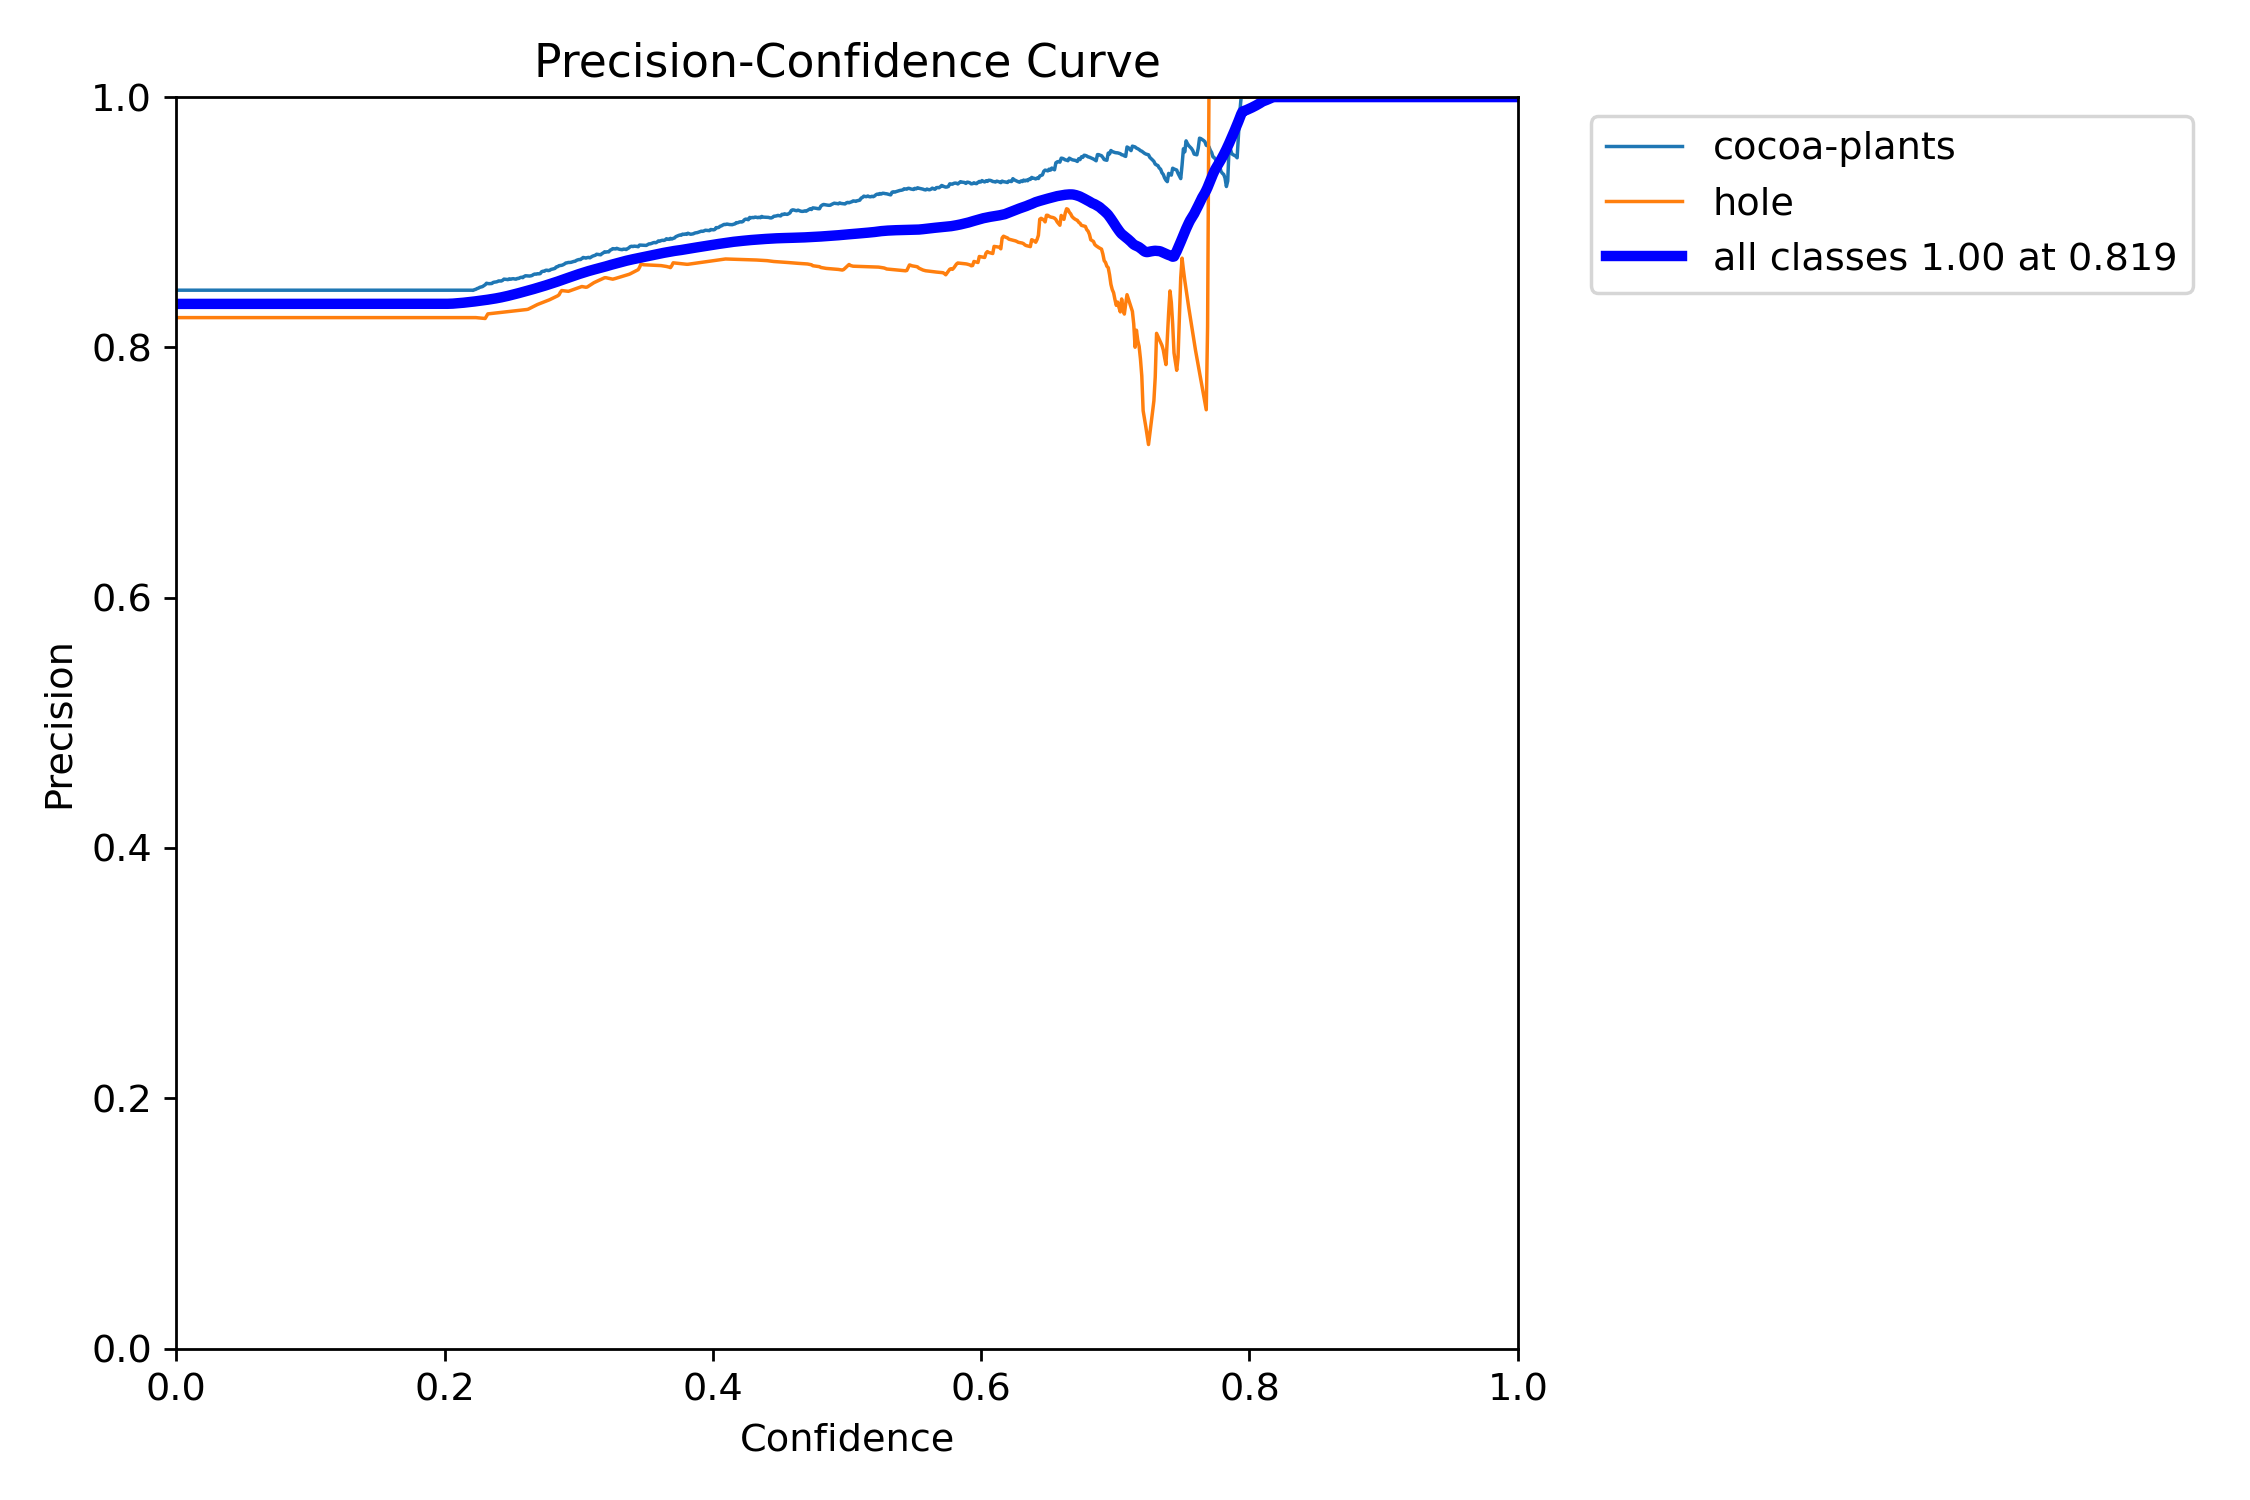 Precision-Confidence Curve
1.0
0.8
0.6
0.4
0.2
0.0
Precision
0.0 0.2 0.4 0.6 0.8 1.0
Confidence
cocoa-plants
hole
all classes 1.00 at 0.819